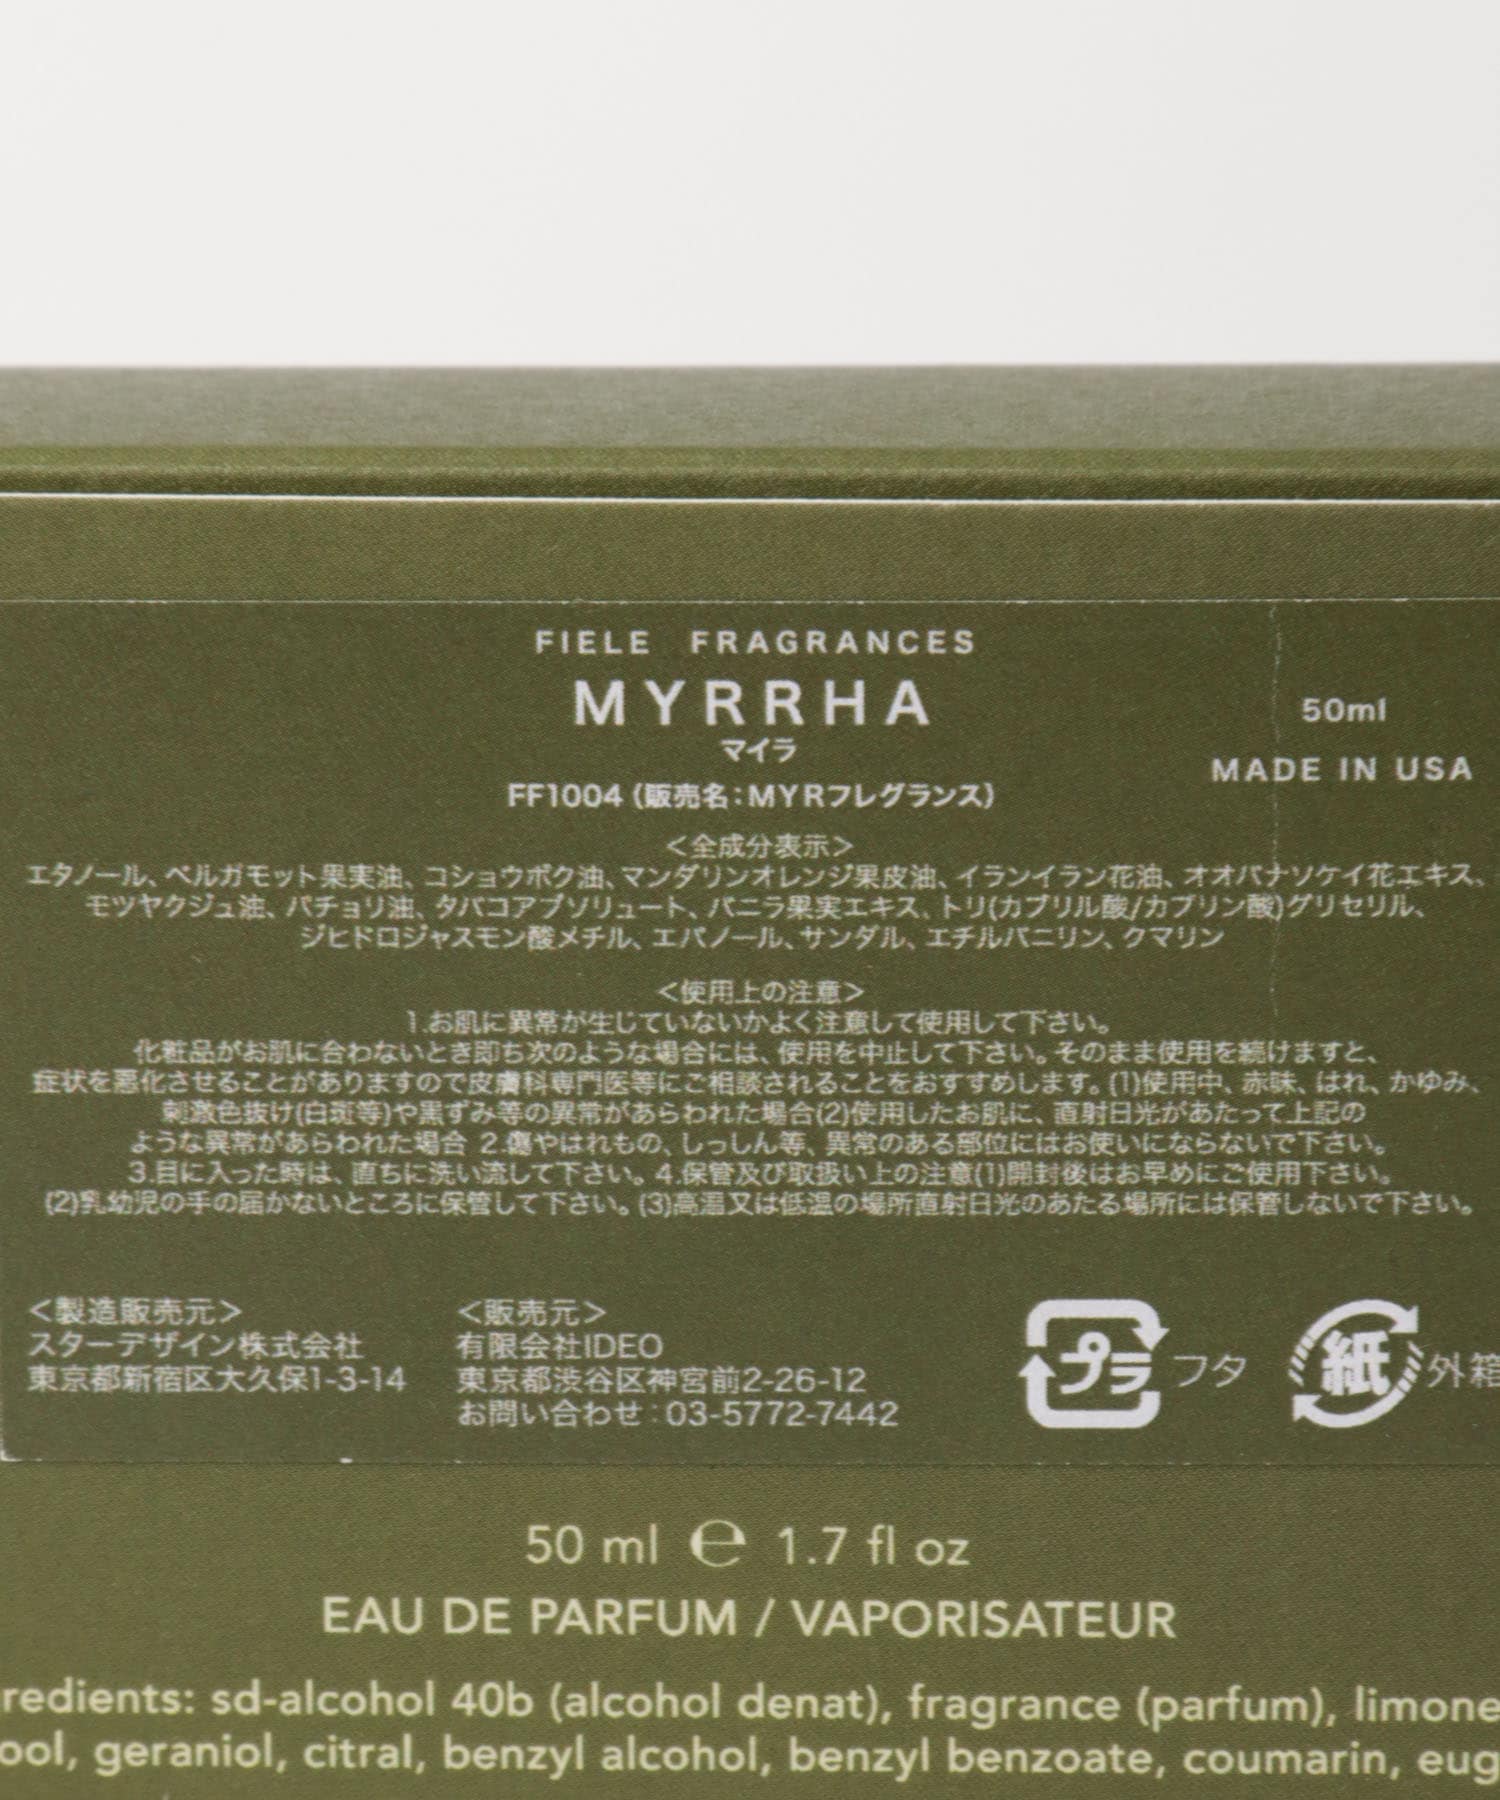 FIELE FRAGRANCES
MYRRHA
マイラ
50ml
MADE IN USA
FF1004(販売名:MYRフレグランス)
<全成分表示>
エタノール、ベルガモット果実油、コショウボク油、マンダリンオレンジ果皮油、イランイラン花油、オオバナソケイ花エキス、
モツヤクジュ油、パチョリ油、タバコアブソリュート、バニラ果実エキス、トリ(カプリル酸/カプリン酸)グリセリル、
ジヒドロジャスモン酸メチル、エバノール、サンダル、エチルバニリン、クマリン
<使用上の注意>
1.お肌に異常が生じていないかよく注意して使用して下さい。
化粧品がお肌に合わないとき即ち次のような場合には、使用を中止して下さい。そのまま使用を続けますと、
症状を悪化させることがありますので皮膚科専門医等にご相談されることをおすすめします。(1)使用中、赤味、はれ、かゆみ、
刺激色抜け(白斑等)や黒ずみ等の異常があらわれた場合(2)使用したお肌に、直射日光があたって上記の
ような異常があらわれた場合 2.傷やはれもの、しっしん等、異常のある部位にはお使いにならないで下さい。
3.目に入った時は、直ちに洗い流して下さい。4.保管及び取扱い上の注意(1)開封後はお早めにご使用下さい。
(2)乳幼児の手の届かないところに保管して下さい。(3)高温又は低温の場所直射日光のあたる場所には保管しないで下さい。
<製造販売元>
スターデザイン株式会社
東京都新宿区大久保1-3-14
<販売元>
有限会社IDEO
東京都渋谷区神宮前2-26-12
お問い合わせ:03-5772-7442
プラ フタ
紙 外箱
50 ml ℮ 1.7 fl oz
EAU DE PARFUM / VAPORISATEUR
redients: sd-alcohol 40b (alcohol denat), fragrance (parfum), limone
ool, geraniol, citral, benzyl alcohol, benzyl benzoate, coumarin, eug